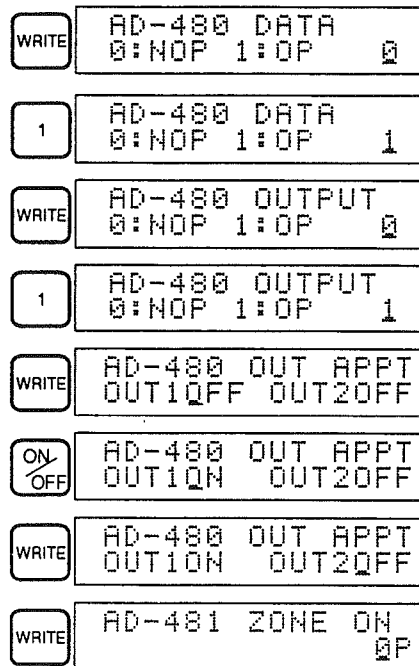 WRITE
AD-480 DATA
0:NOP 1:OP 0
1
AD-480 DATA
0:NOP 1:OP 1
WRITE
AD-480 OUTPUT
0:NOP 1:OP 0
1
AD-480 OUTPUT
0:NOP 1:OP 1
WRITE
AD-480 OUT APPT
OUT1OFF OUT2OFF
ON/OFF
AD-480 OUT APPT
OUT1ON OUT2OFF
WRITE
AD-480 OUT APPT
OUT1ON OUT2OFF
WRITE
AD-481 ZONE ON
0P